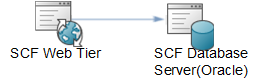 SCF Web Tier
SCF Database
Server(Oracle)